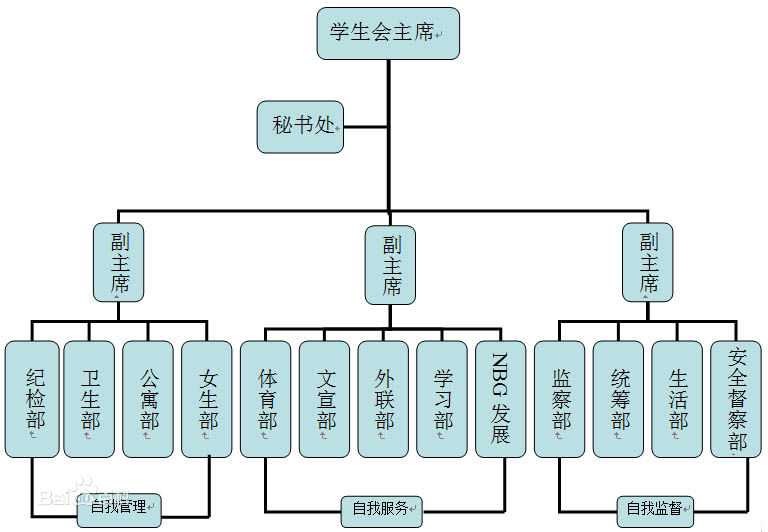 学生会主席
秘书处
副主席
副主席
副主席
纪检部
卫生部
公寓部
女生部
体育部
文宣部
外联部
学习部
NBG 发展
监察部
统筹部
生活部
安全督察部
Bai百科
自我管理
自我服务
自我监督